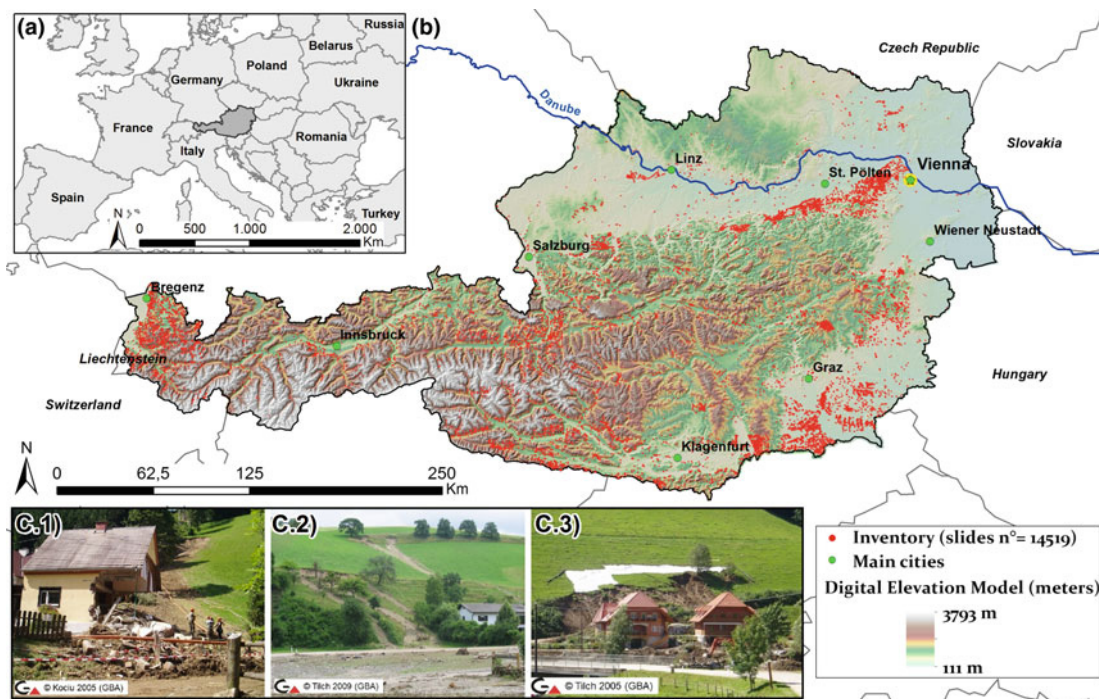 (a)
Russia
Belarus
Poland
Germany
Ukraine
France
Romania
Italy
Spain
Turkey
N
0 500 1.000 2.000
Km
(b)
Czech Republic
Danube
Slovakia
Linz
Vienna
St. Pölten
Wiener Neustadt
Salzburg
Bregenz
Innsbruck
Liechtenstein
Graz
Hungary
Switzerland
Klagenfurt
N
0 62,5 125 250
Km
C.1)
© Kociu 2005 (GBA)
C.2)
© Tilch 2009 (GBA)
C.3)
© Tilch 2005 (GBA)
Inventory (slides n°= 14519)
Main cities
Digital Elevation Model (meters)
3793 m
111 m